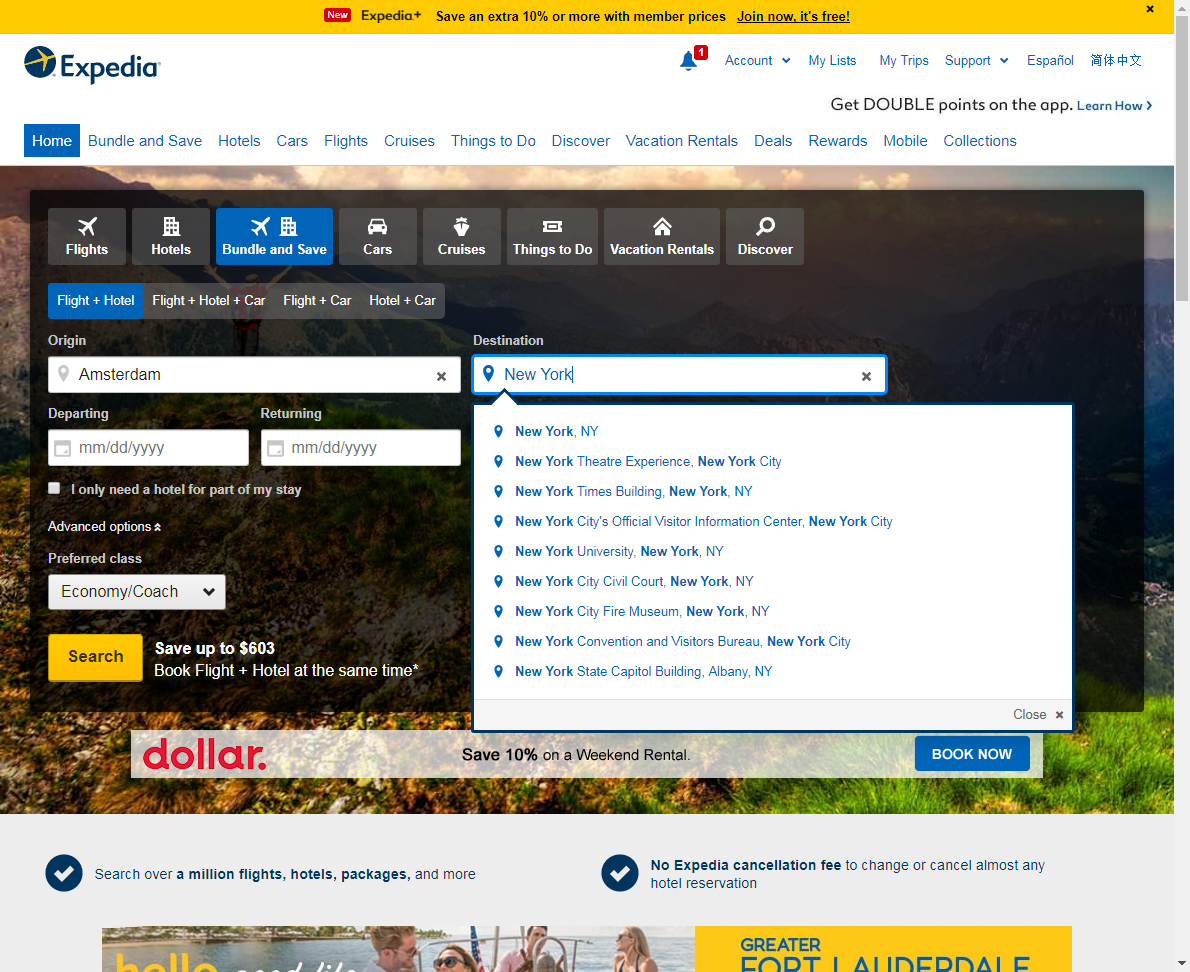 New Expedia+ Save an extra 10% or more with member prices Join now, it's free!
Expedia
1 Account My Lists My Trips Support Español 简体中文
Get DOUBLE points on the app. Learn How
Home Bundle and Save Hotels Cars Flights Cruises Things to Do Discover Vacation Rentals Deals Rewards Mobile Collections
Flights Hotels Bundle and Save Cars Cruises Things to Do Vacation Rentals Discover
Flight + Hotel Flight + Hotel + Car Flight + Car Hotel + Car
Origin Destination
Amsterdam New York
Departing Returning
mm/dd/yyyy mm/dd/yyyy
I only need a hotel for part of my stay
Advanced options
Preferred class
Economy/Coach
Search
Save up to $603
Book Flight + Hotel at the same time*
New York, NY
New York Theatre Experience, New York City
New York Times Building, New York, NY
New York City's Official Visitor Information Center, New York City
New York University, New York, NY
New York City Civil Court, New York, NY
New York City Fire Museum, New York, NY
New York Convention and Visitors Bureau, New York City
New York State Capitol Building, Albany, NY
Close
dollar. Save 10% on a Weekend Rental. BOOK NOW
Search over a million flights, hotels, packages, and more
No Expedia cancellation fee to change or cancel almost any
hotel reservation
hello good life
GREATER
FORT LAUDERDALE